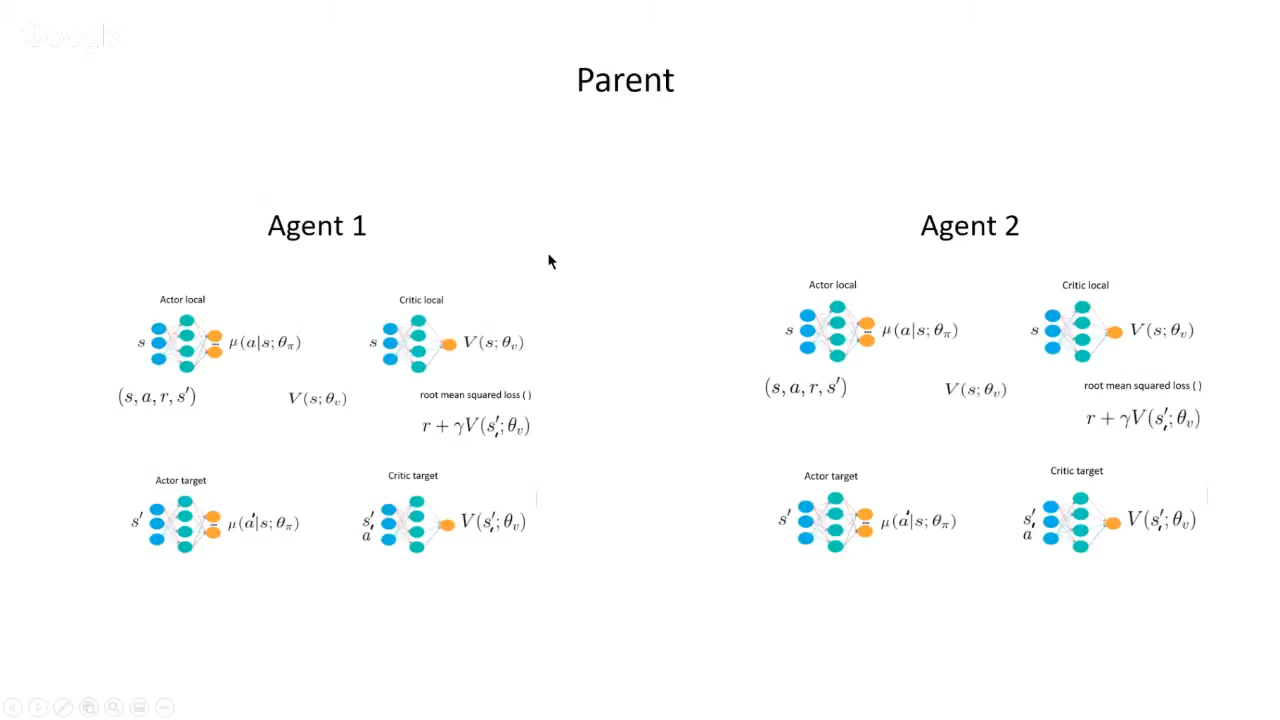 Google
Parent
Agent 1
Actor local
Critic local
s
μ(a|s; θπ)
s
V(s; θv)
(s, a, r, s′)
V(s; θv)
root mean squared loss ( )
r + γV(s′; θv)
Actor target
Critic target
s′
...
μ(a′|s; θπ)
s′,
a
V(s′; θv)
Agent 2
Actor local
Critic local
s
...
μ(a|s; θπ)
s
V(s; θv)
(s, a, r, s′)
V(s; θv)
root mean squared loss ( )
r + γV(s′; θv)
Actor target
Critic target
s′
...
μ(a′|s; θπ)
s′,
a
V(s′; θv)